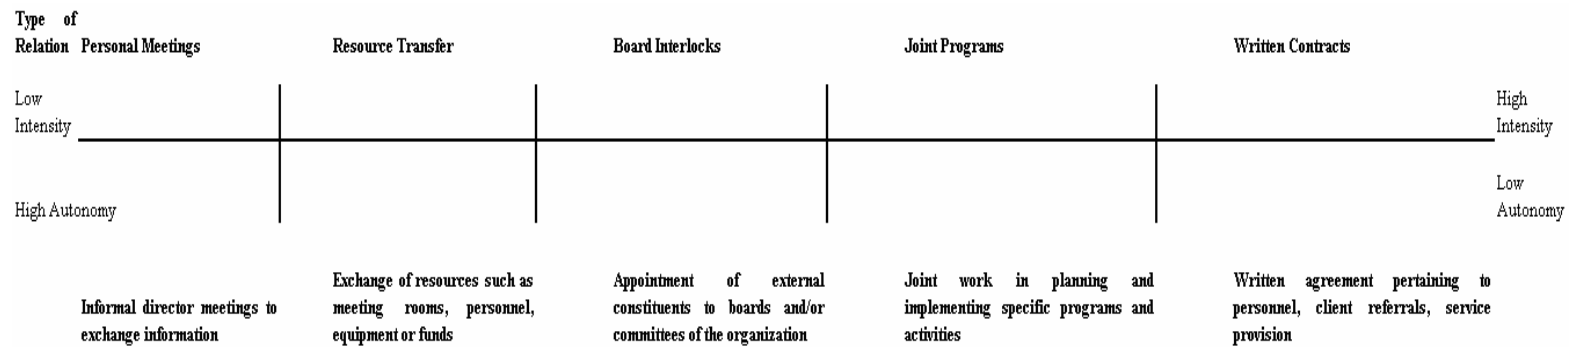 Type of
Relation Personal Meetings Resource Transfer Board Interlocks Joint Programs Written Contracts
Low
Intensity
High
Intensity
High Autonomy
Low
Autonomy
Informal director meetings to
exchange information
Exchange of resources such as
meeting rooms, personnel,
equipment or funds
Appointment of external
constituents to boards and/or
committees of the organization
Joint work in planning and
implementing specific programs and
activities
Written agreement pertaining to
personnel, client referrals, service
provision